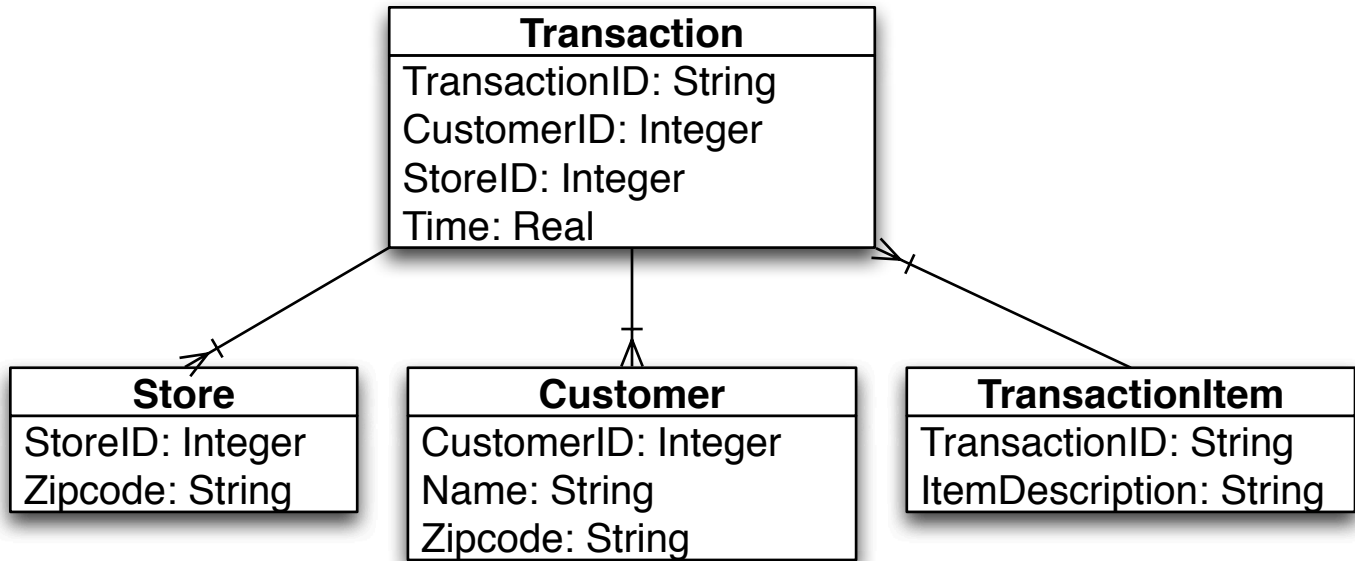 Transaction
TransactionID: String
CustomerID: Integer
StoreID: Integer
Time: Real
Store
StoreID: Integer
Zipcode: String
Customer
CustomerID: Integer
Name: String
Zipcode: String
TransactionItem
TransactionID: String
ItemDescription: String